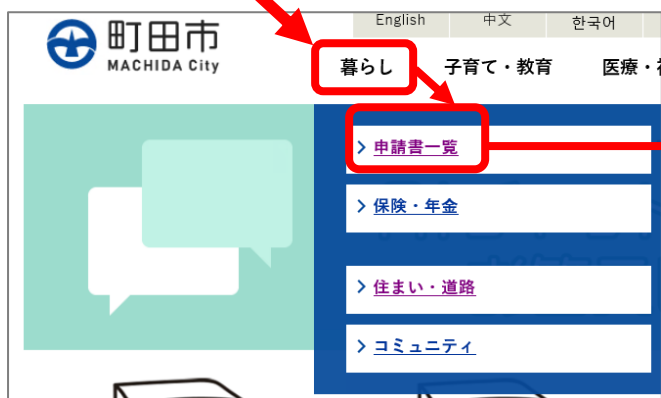 町田市
MACHIDA City
English 中文 한국어
暮らし 子育て・教育 医療・
申請書一覧
保険・年金
住まい・道路
コミュニティ